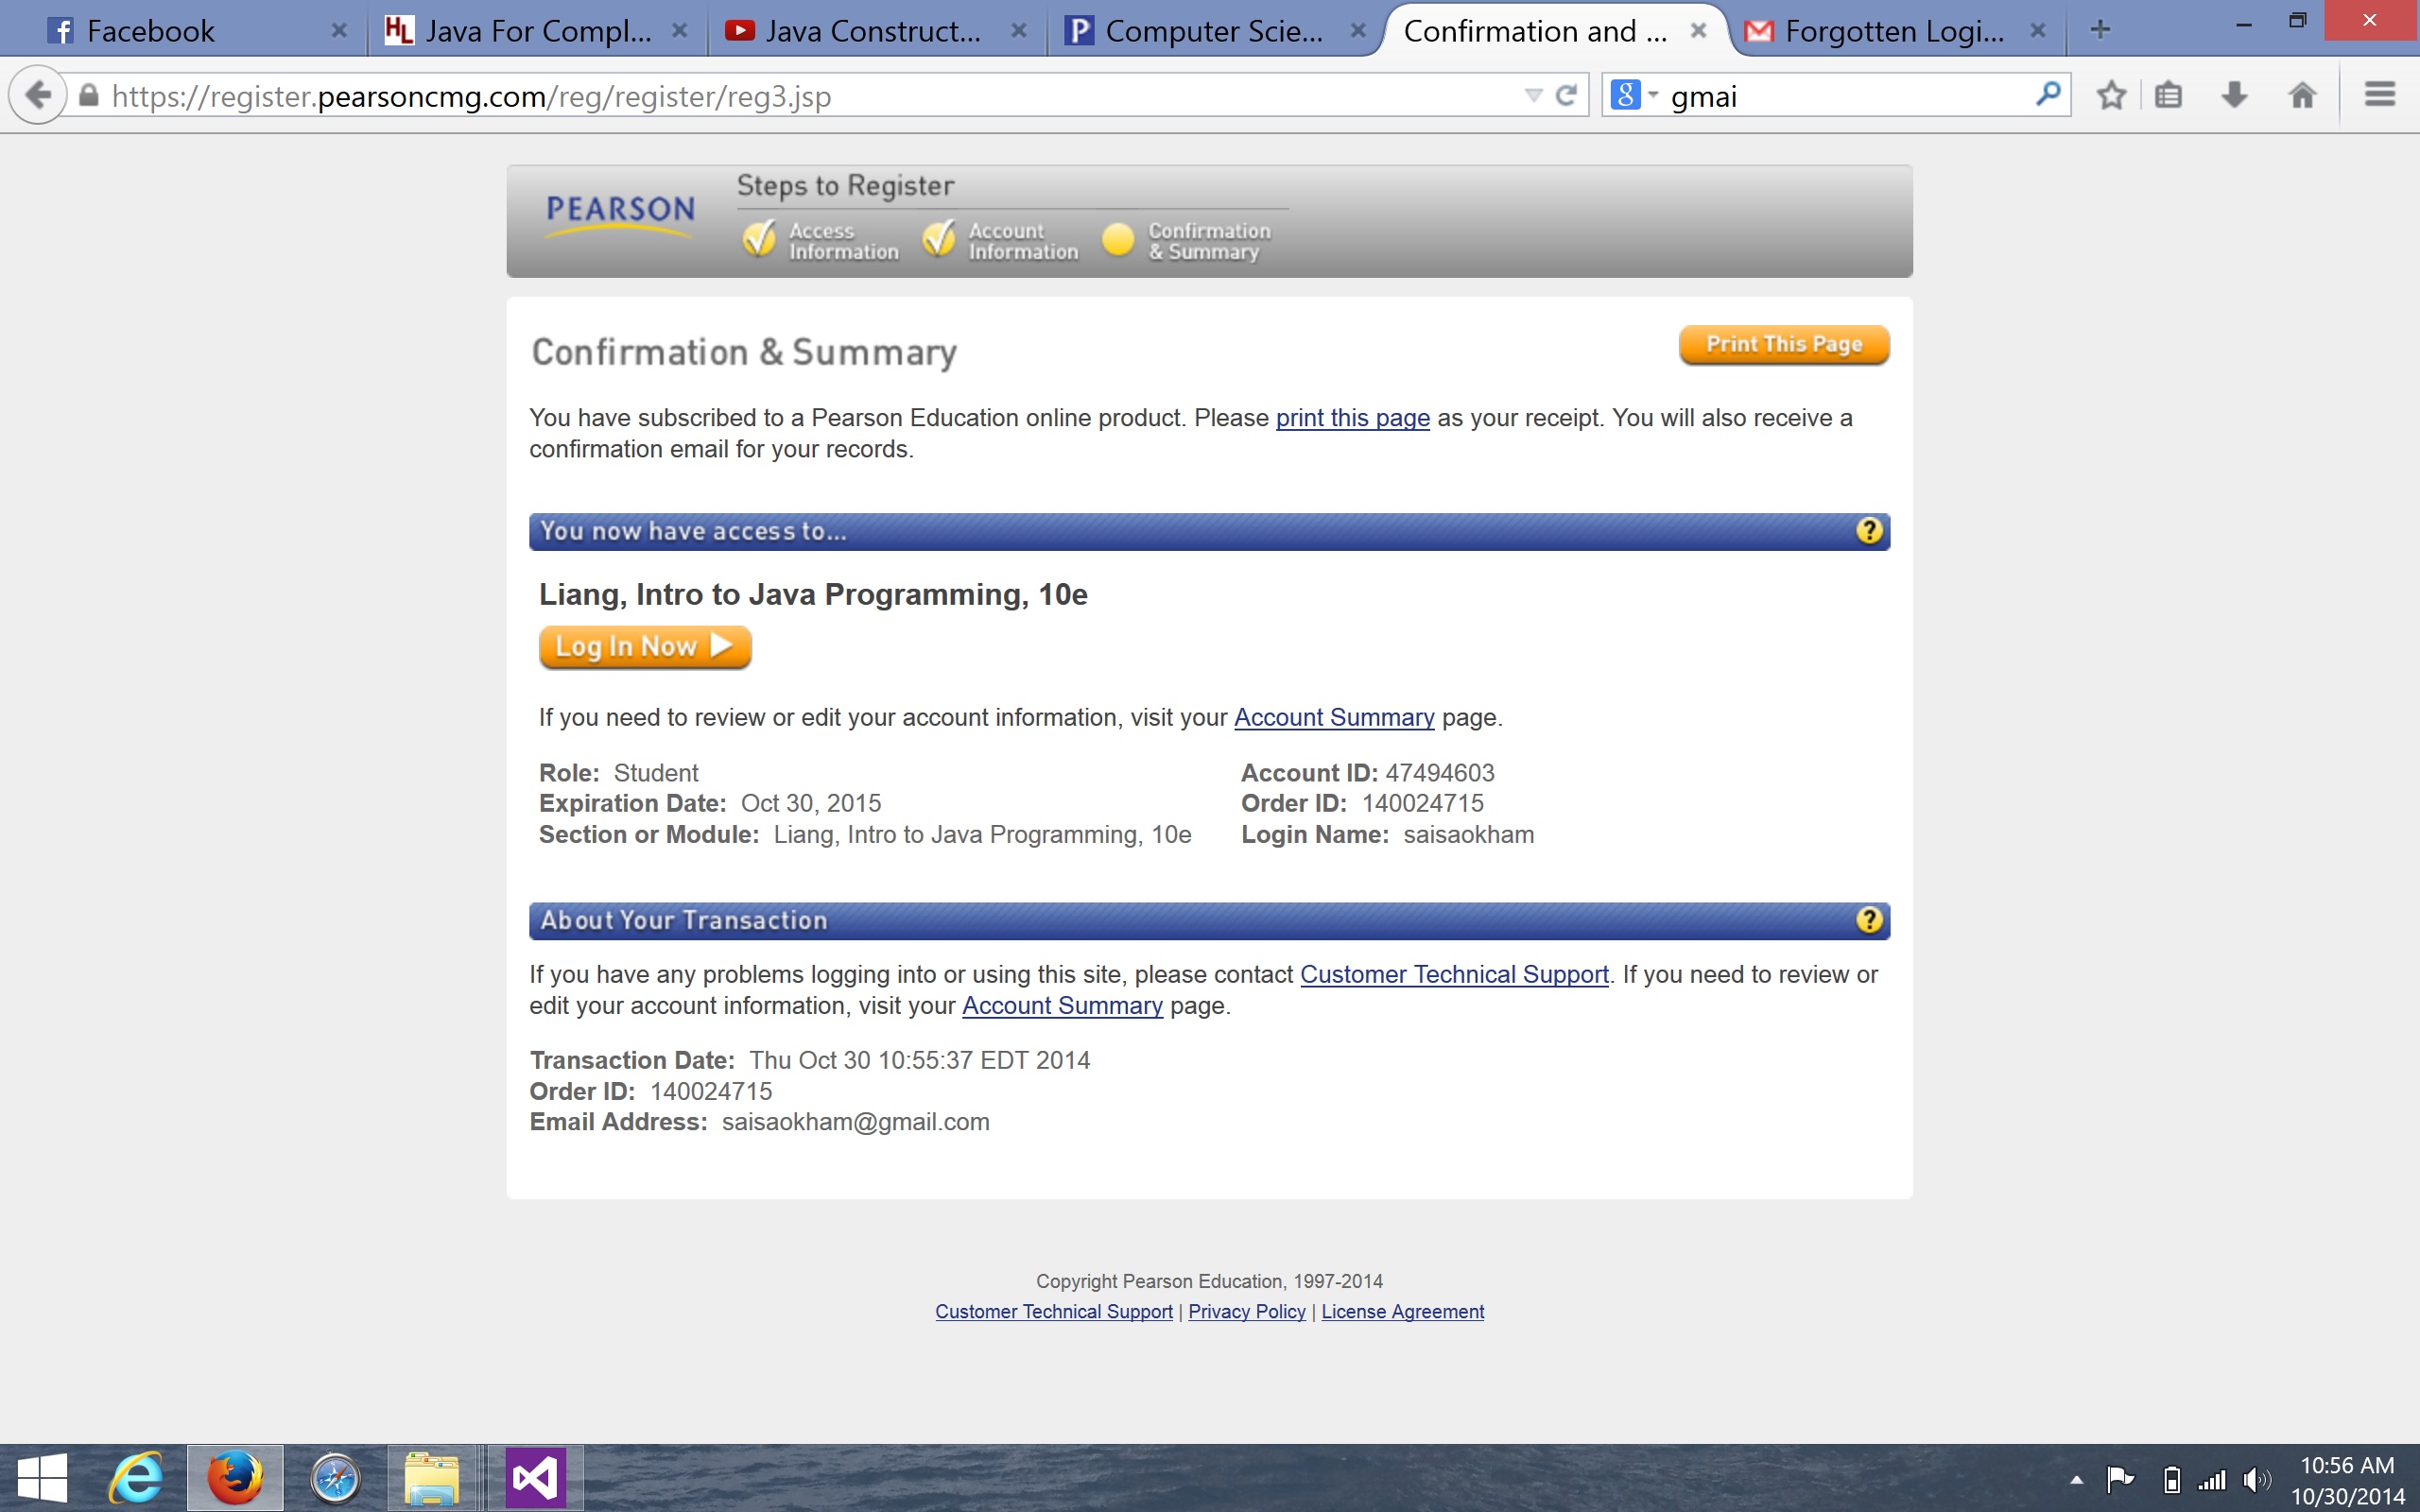 Facebook
Java For Compl...
Java Construct...
Computer Scie...
Confirmation and ...
Forgotten Logi...
https://register.pearsoncmg.com/reg/register/reg3.jsp
gmai
PEARSON
Steps to Register
Access Information
Account Information
Confirmation & Summary
Confirmation & Summary
Print This Page
You have subscribed to a Pearson Education online product. Please print this page as your receipt. You will also receive a
confirmation email for your records.
You now have access to...
Liang, Intro to Java Programming, 10e
Log In Now
If you need to review or edit your account information, visit your Account Summary page.
Role: Student
Expiration Date: Oct 30, 2015
Section or Module: Liang, Intro to Java Programming, 10e
Account ID: 47494603
Order ID: 140024715
Login Name: saisaokham
About Your Transaction
If you have any problems logging into or using this site, please contact Customer Technical Support. If you need to review or
edit your account information, visit your Account Summary page.
Transaction Date: Thu Oct 30 10:55:37 EDT 2014
Order ID: 140024715
Email Address: saisaokham@gmail.com
Copyright Pearson Education, 1997-2014
Customer Technical Support | Privacy Policy | License Agreement
10:56 AM
10/30/2014